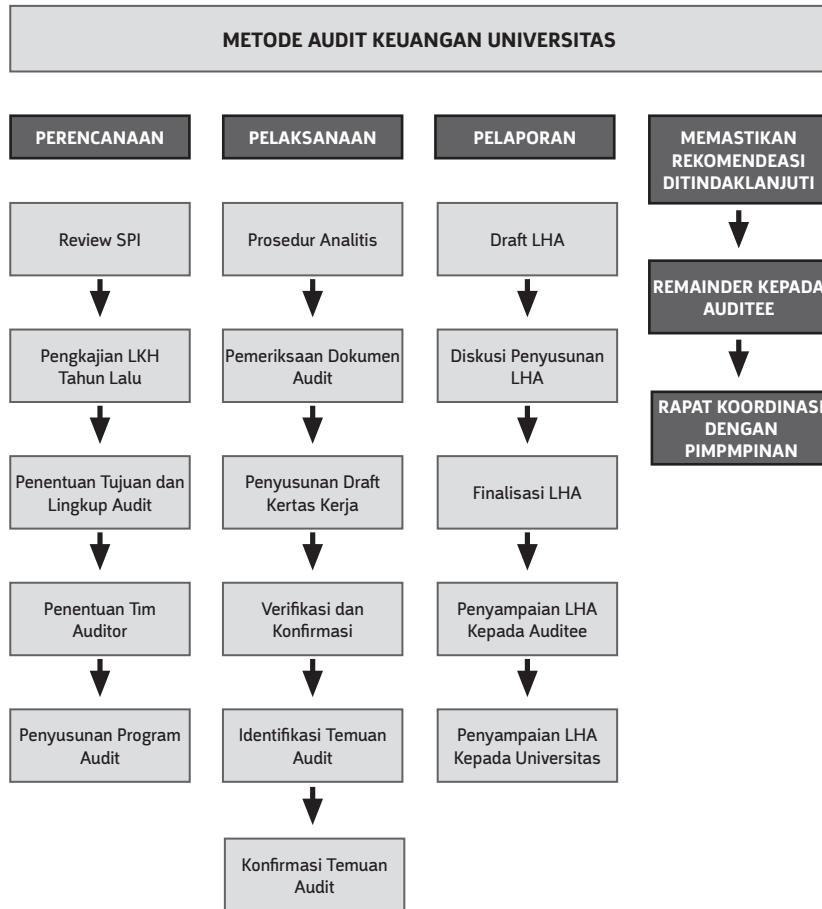 METODE AUDIT KEUANGAN UNIVERSITAS
PERENCANAAN
Review SPI
Pengkajian LKH
Tahun Lalu
Penentuan Tujuan dan
Lingkup Audit
Penentuan Tim
Auditor
Penyusunan Program
Audit
PELAKSANAAN
Prosedur Analitis
Pemeriksaan Dokumen
Audit
Penyusunan Draft
Kertas Kerja
Verifikasi dan
Konfirmasi
Identifikasi Temuan
Audit
Konfirmasi Temuan
Audit
PELAPORAN
Draft LHA
Diskusi Penyusunan
LHA
Finalisasi LHA
Penyampaian LHA
Kepada Auditee
Penyampaian LHA
Kepada Universitas
MEMASTIKAN
REKOMENDEASI
DITINDAKLANJUTI
REMAINDER KEPADA
AUDITEE
RAPAT KOORDINASI
DENGAN
PIMPMPINAN